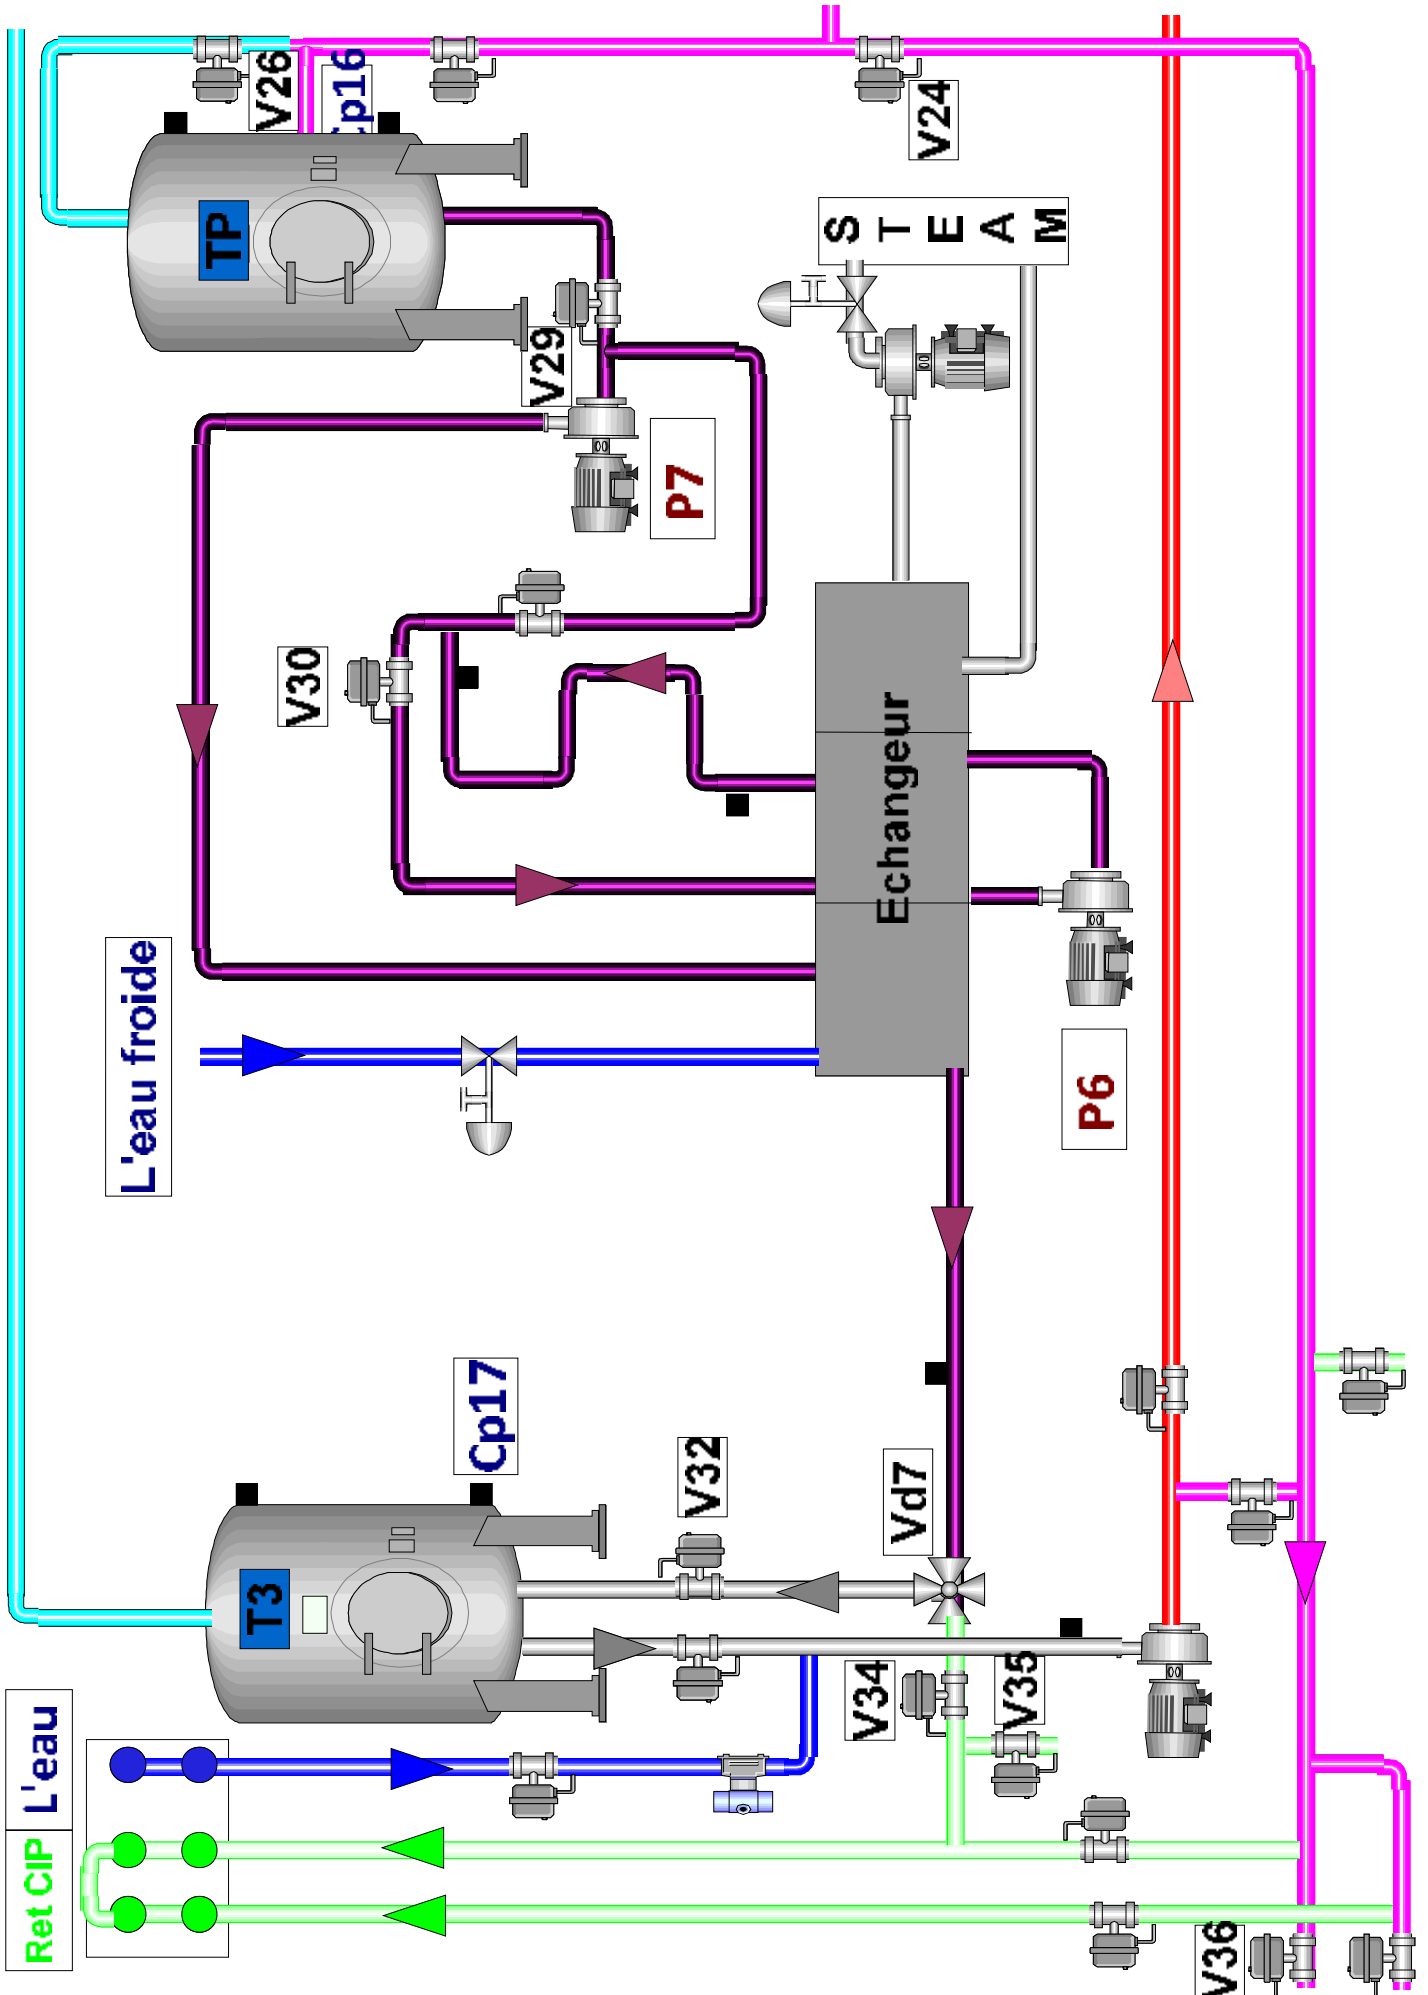 V26
Cp16
V24
TP
S T E A M
V29
P7
V30
Echangeur
L'eau froide
P6
Cp17
V32
Vd7
T3
V34
V35
L'eau
Ret CIP
V36